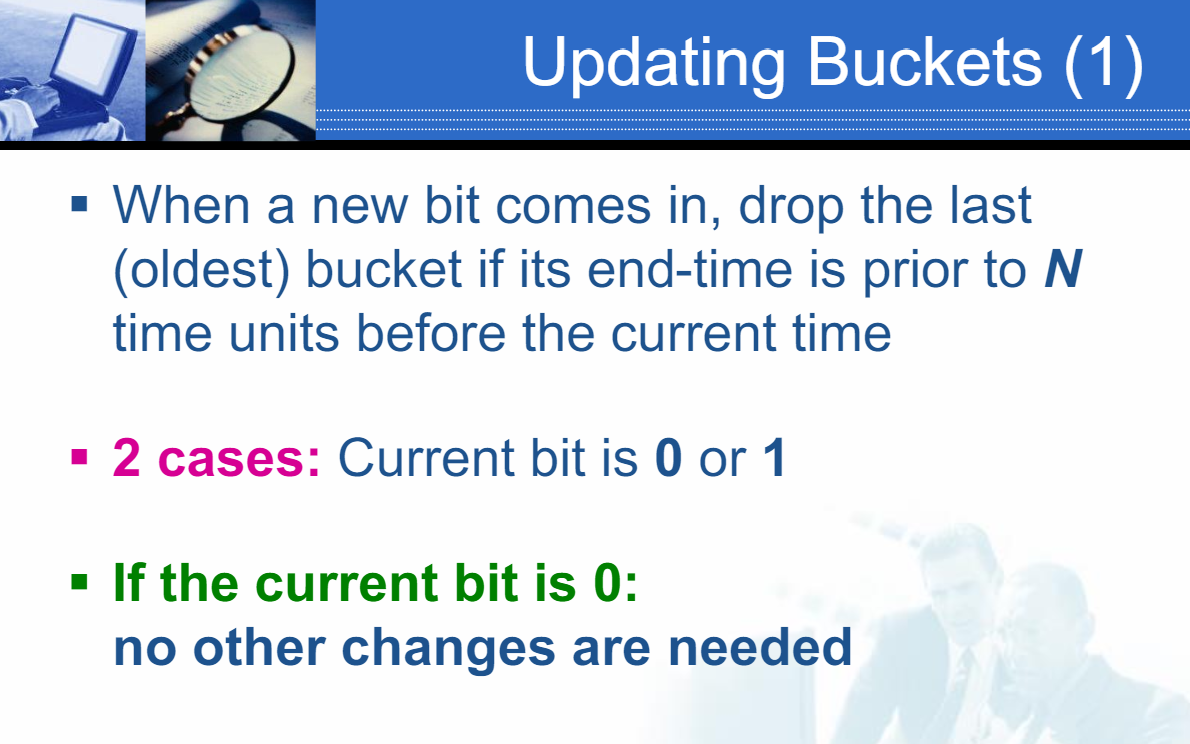 Updating Buckets (1)
▪ When a new bit comes in, drop the last
(oldest) bucket if its end-time is prior to N
time units before the current time
▪ 2 cases: Current bit is 0 or 1
▪ If the current bit is 0:
no other changes are needed